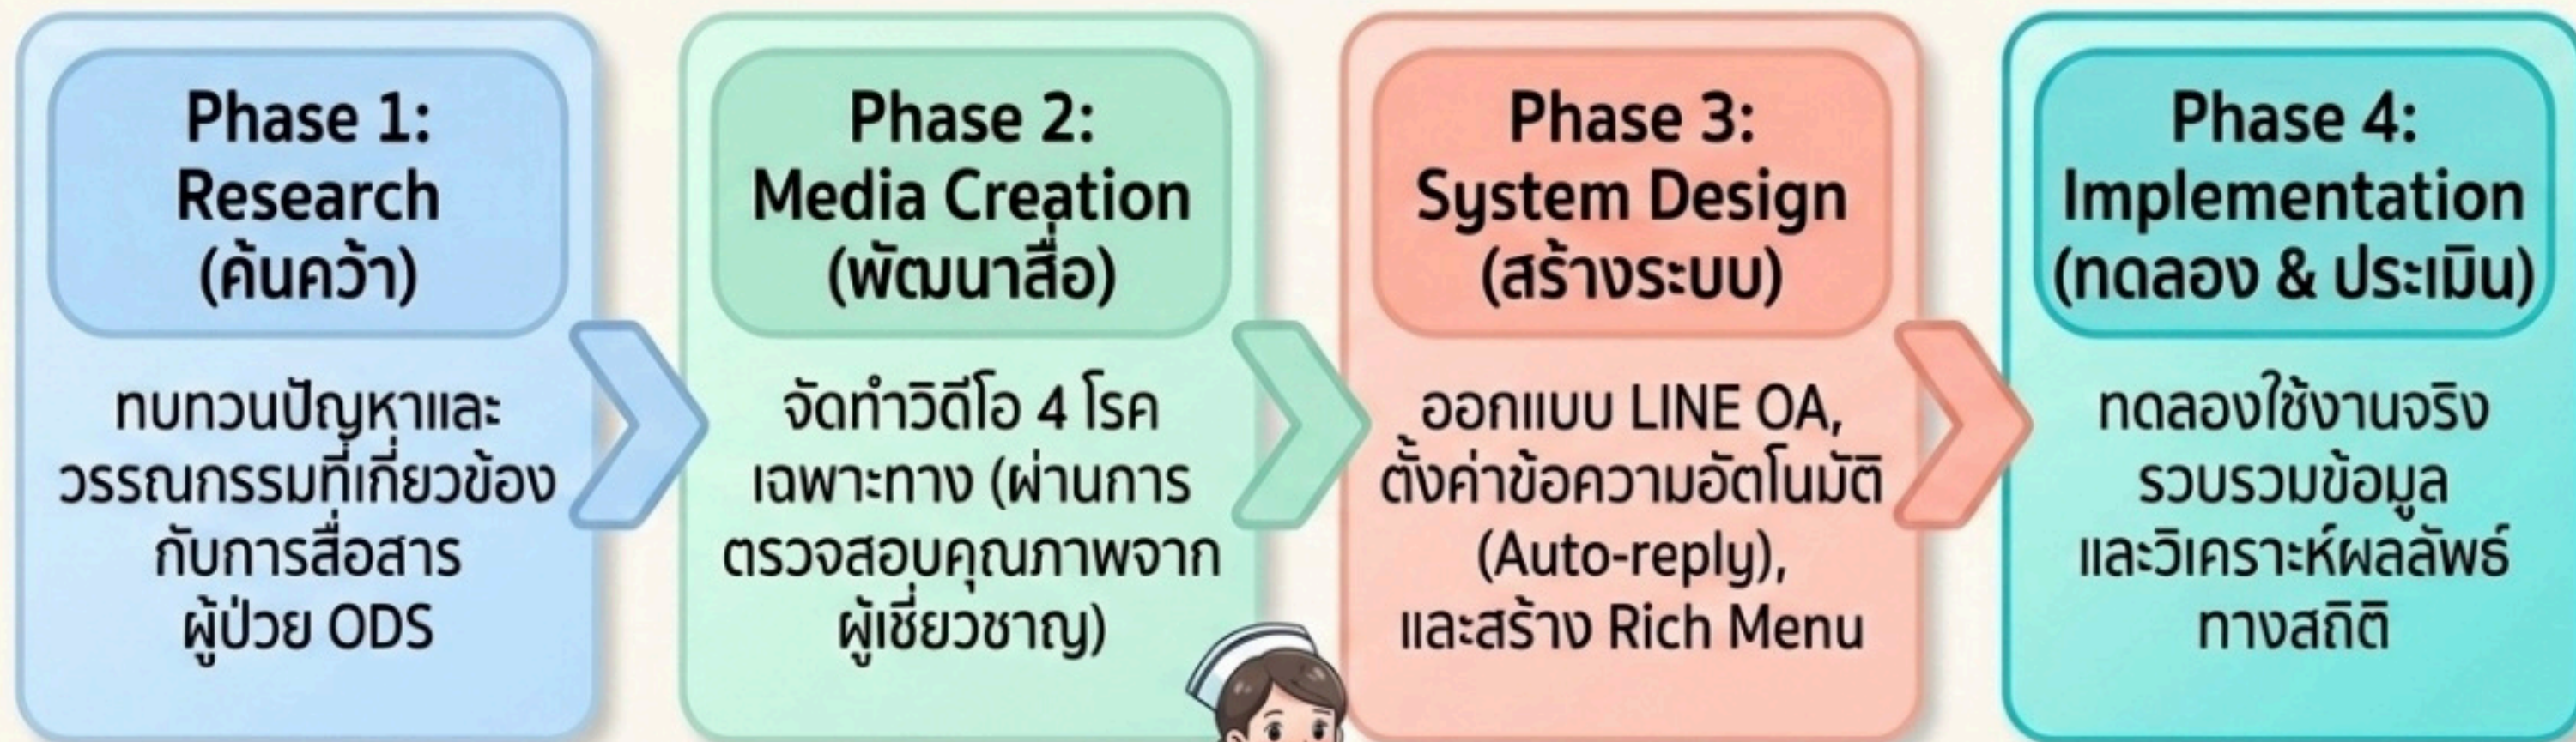 Phase 1:
Research
(ค้นคว้า)
ทบทวนปัญหาและ
วรรณกรรมที่เกี่ยวข้อง
กับการสื่อสาร
ผู้ป่วย ODS
Phase 2:
Media Creation
(พัฒนาสื่อ)
จัดทำวิดีโอ 4 โรค
เฉพาะทาง (ผ่านการ
ตรวจสอบคุณภาพจาก
ผู้เชี่ยวชาญ)
Phase 3:
System Design
(สร้างระบบ)
ออกแบบ LINE OA,
ตั้งค่าข้อความอัตโนมัติ
(Auto-reply),
และสร้าง Rich Menu
Phase 4:
Implementation
(ทดลอง & ประเมิน)
ทดลองใช้งานจริง
รวบรวมข้อมูล
และวิเคราะห์ผลลัพธ์
ทางสถิติ